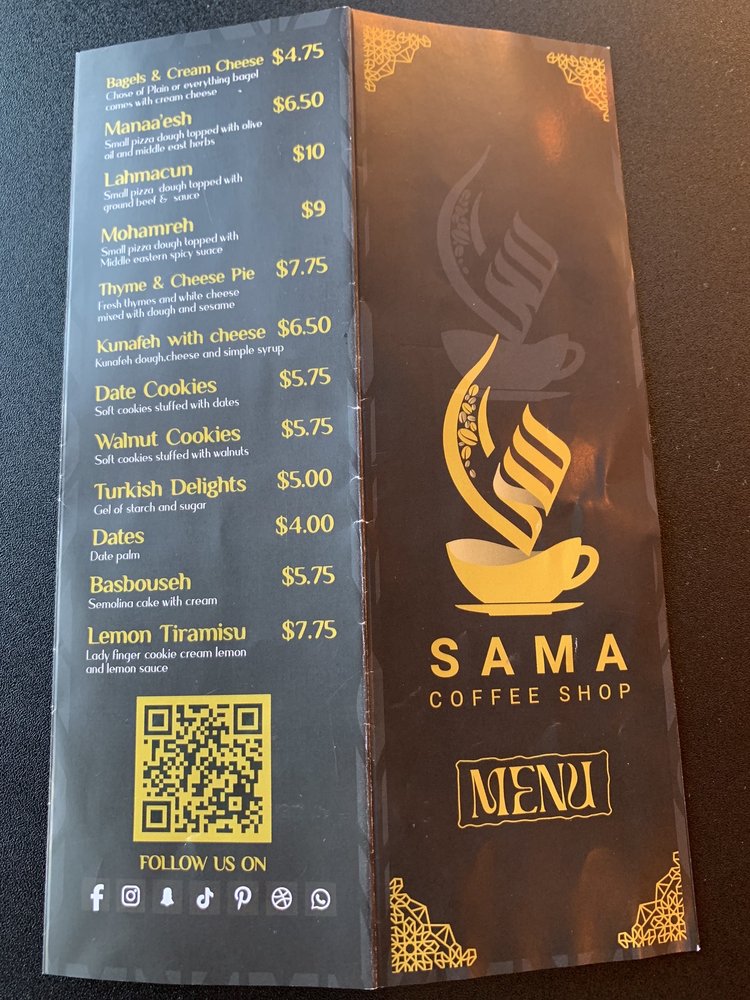 Bagels & Cream Cheese $4.75
Chose of Plain or everything bagel
comes with cream cheese
Manaa'esh $6.50
Small pizza dough topped with olive
oil and middle east herbs
Lahmacun $10
Small pizza dough topped with
ground beef & sauce
Mohamreh $9
Small pizza dough topped with
Middle eastern spicy suace
Thyme & Cheese Pie $7.75
Fresh thymes and white cheese
mixed with dough and sesame
Kunafeh with cheese $6.50
Kunafeh dough,cheese and simple syrup
Date Cookies $5.75
Soft cookies stuffed with dates
Walnut Cookies $5.75
Soft cookies stuffed with walnuts
Turkish Delights $5.00
Gel of starch and sugar
Dates $4.00
Date palm
Basbouseh $5.75
Semolina cake with cream
Lemon Tiramisu $7.75
Lady finger cookie cream lemon
and lemon sauce
FOLLOW US ON
SAMA
COFFEE SHOP
MENU